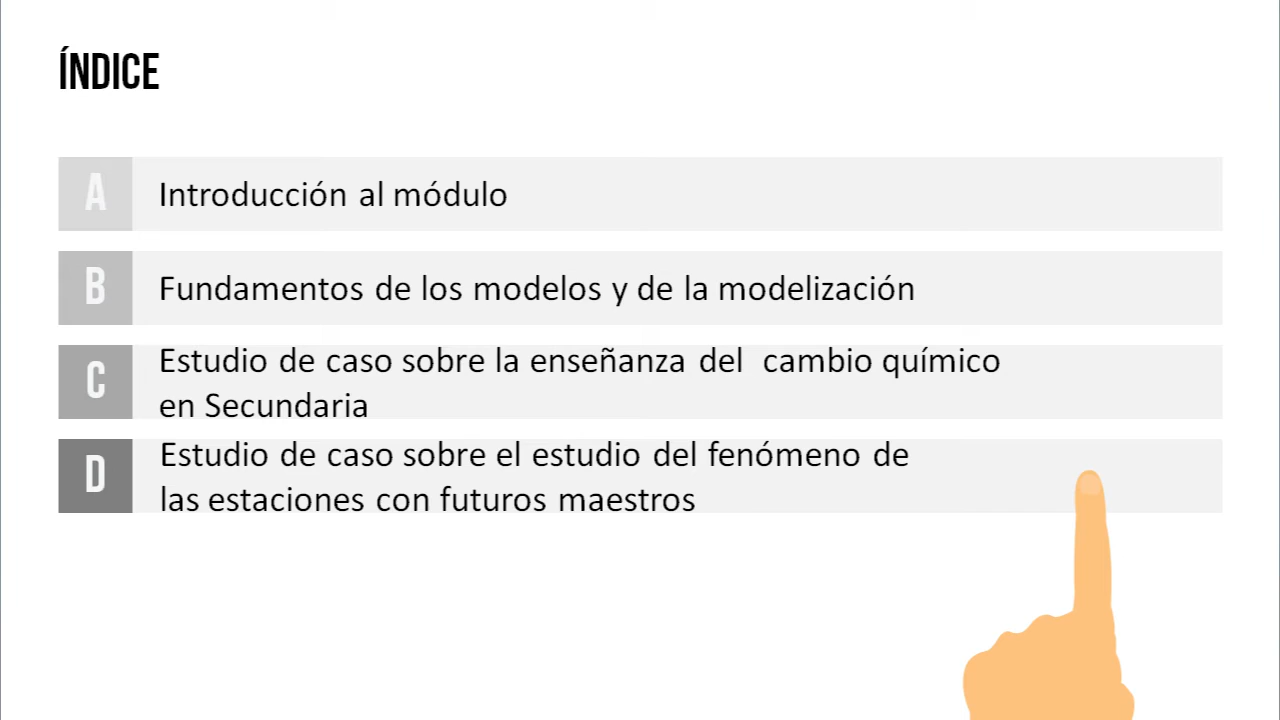 ÍNDICE
A
Introducción al módulo
B
Fundamentos de los modelos y de la modelización
C
Estudio de caso sobre la enseñanza del  cambio químico
en Secundaria
D
Estudio de caso sobre el estudio del fenómeno de
las estaciones con futuros maestros